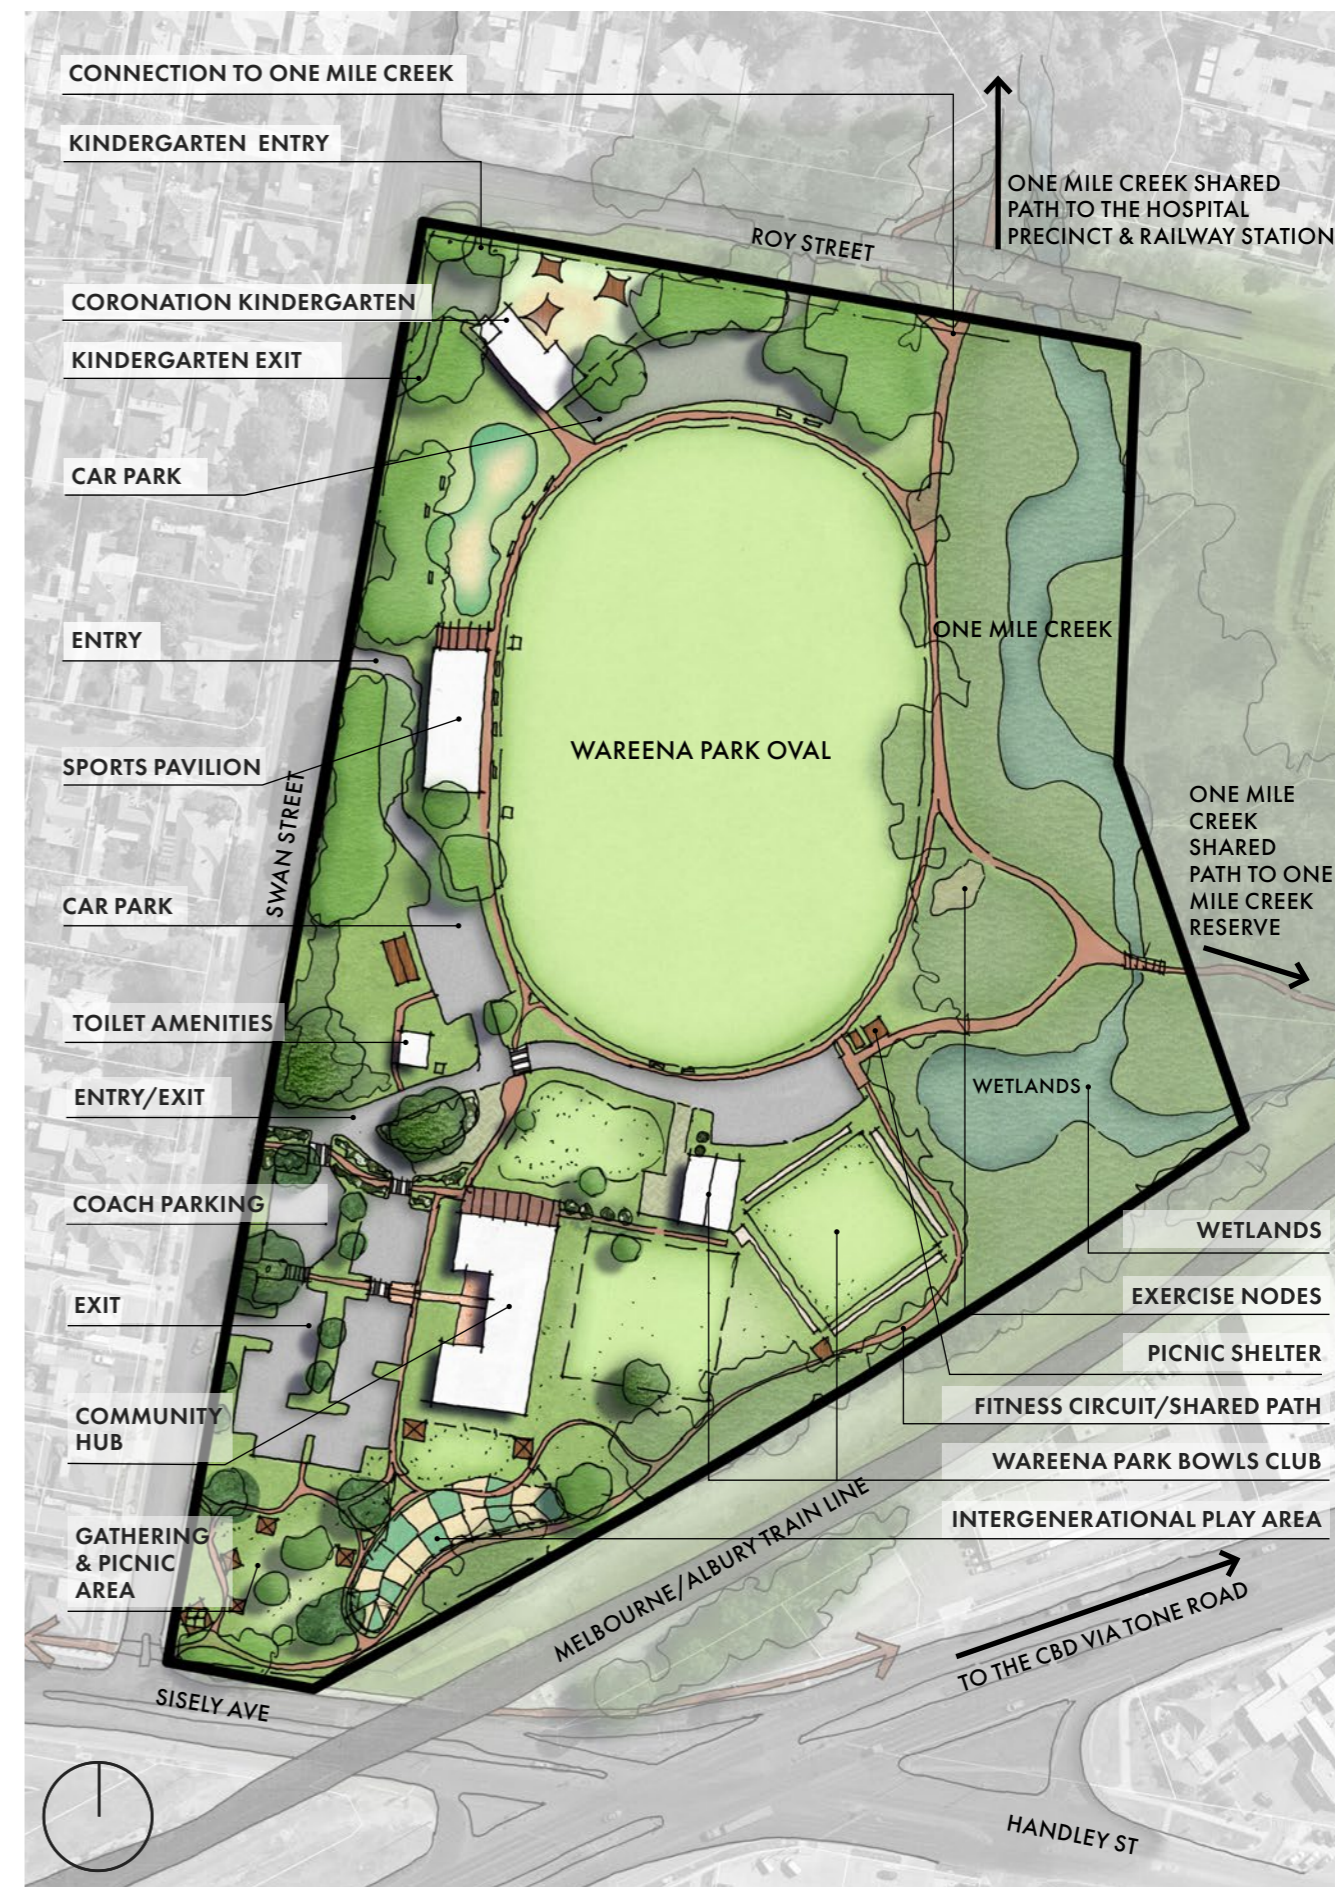 CONNECTION TO ONE MILE CREEK
KINDERGARTEN ENTRY
ONE MILE CREEK SHARED
PATH TO THE HOSPITAL
PRECINCT & RAILWAY STATION
ROY STREET
CORONATION KINDERGARTEN
KINDERGARTEN EXIT
CAR PARK
ENTRY
ONE MILE CREEK
WAREENA PARK OVAL
SPORTS PAVILION
SWAN STREET
ONE MILE
CREEK
SHARED
PATH TO ONE
MILE CREEK
RESERVE
CAR PARK
TOILET AMENITIES
ENTRY/EXIT
WETLANDS
COACH PARKING
WETLANDS
EXIT
EXERCISE NODES
PICNIC SHELTER
FITNESS CIRCUIT/SHARED PATH
COMMUNITY
HUB
WAREENA PARK BOWLS CLUB
INTERGENERATIONAL PLAY AREA
GATHERING
& PICNIC
AREA
MELBOURNE/ALBURY TRAIN LINE
TO THE CBD VIA TONE ROAD
SISELY AVE
HANDLEY ST